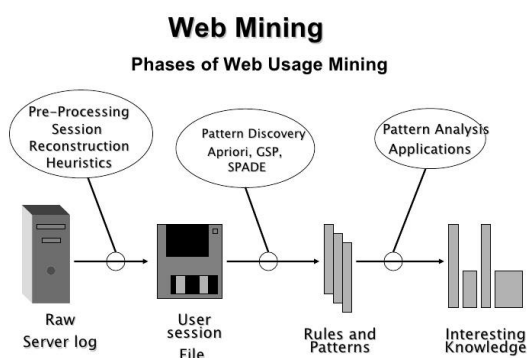 Web Mining
Phases of Web Usage Mining
Pre-Processing
Session
Reconstruction
Heuristics
Pattern Discovery
Apriori, GSP,
SPADE
Pattern Analysis
Applications
Raw
Server log
User
session
File
Rules and
Patterns
Interesting
Knowledge